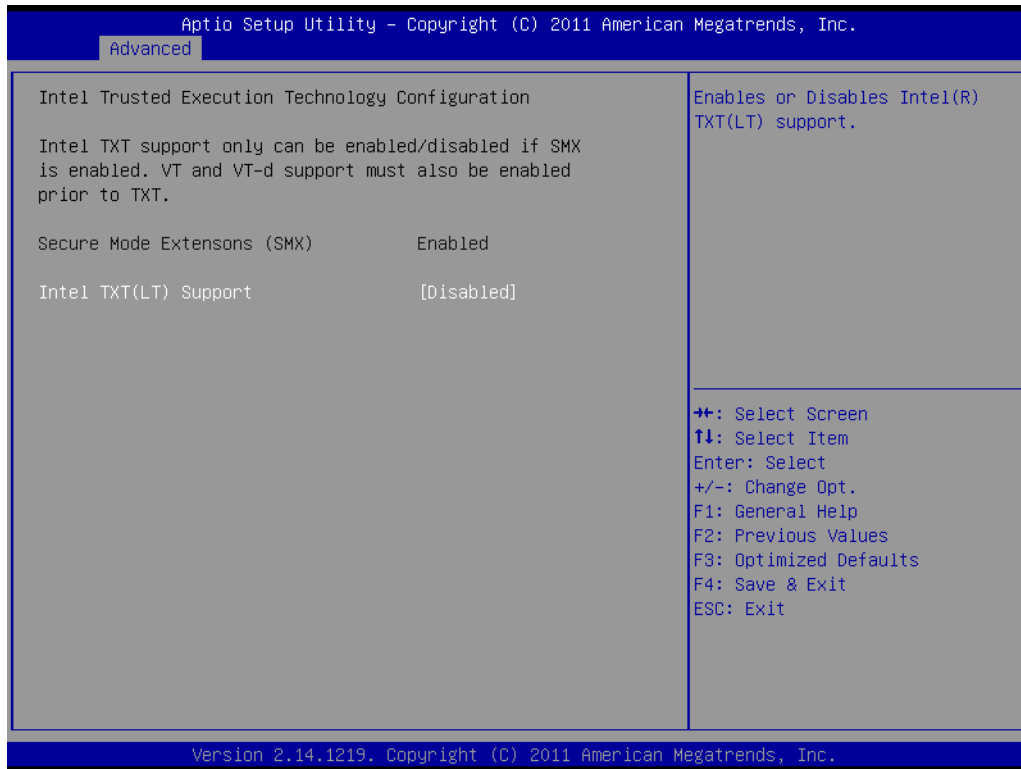 Aptio Setup Utility – Copyright (C) 2011 American Megatrends, Inc.
Advanced
Intel Trusted Execution Technology Configuration
Intel TXT support only can be enabled/disabled if SMX
is enabled. VT and VT-d support must also be enabled
prior to TXT.
Secure Mode Extensons (SMX) Enabled
Intel TXT(LT) Support [Disabled]
Enables or Disables Intel(R)
TXT(LT) support.
→←: Select Screen
↑↓: Select Item
Enter: Select
+/-: Change Opt.
F1: General Help
F2: Previous Values
F3: Optimized Defaults
F4: Save & Exit
ESC: Exit
Version 2.14.1219. Copyright (C) 2011 American Megatrends, Inc.